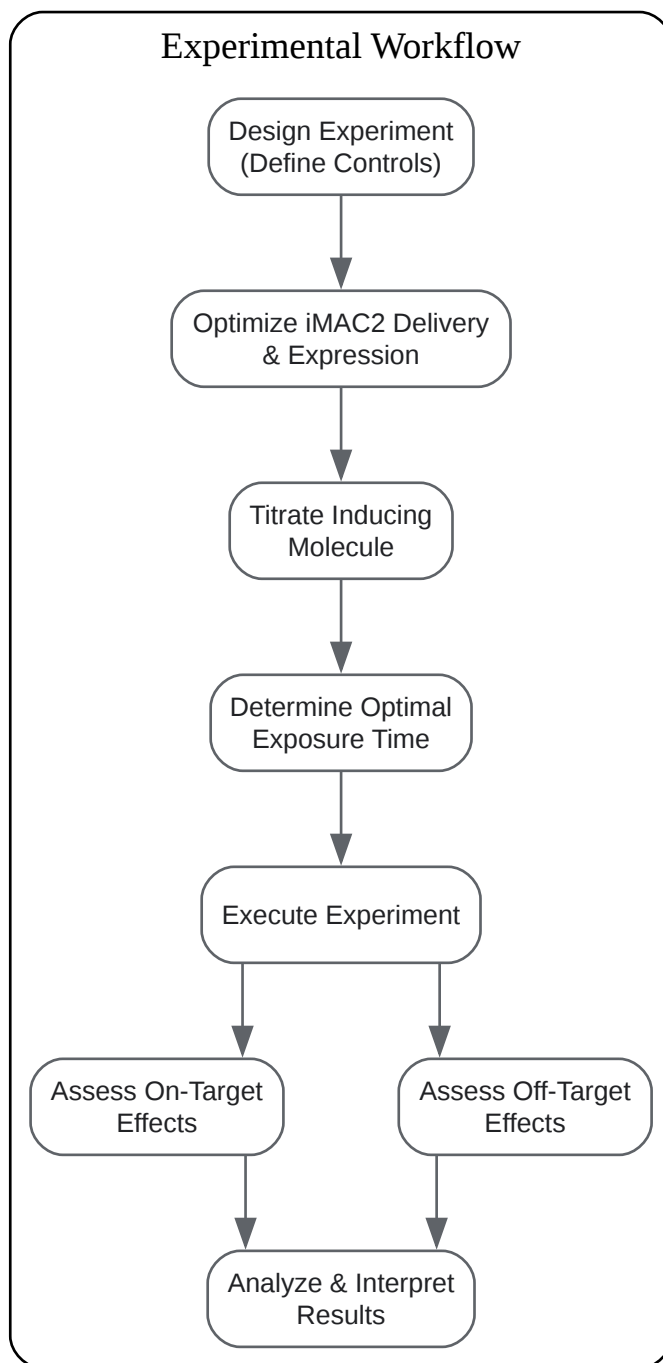 Experimental Workflow
Design Experiment
(Define Controls)
Optimize iMAC2 Delivery
& Expression
Titrate Inducing
Molecule
Determine Optimal
Exposure Time
Execute Experiment
Assess On-Target
Effects
Assess Off-Target
Effects
Analyze & Interpret
Results